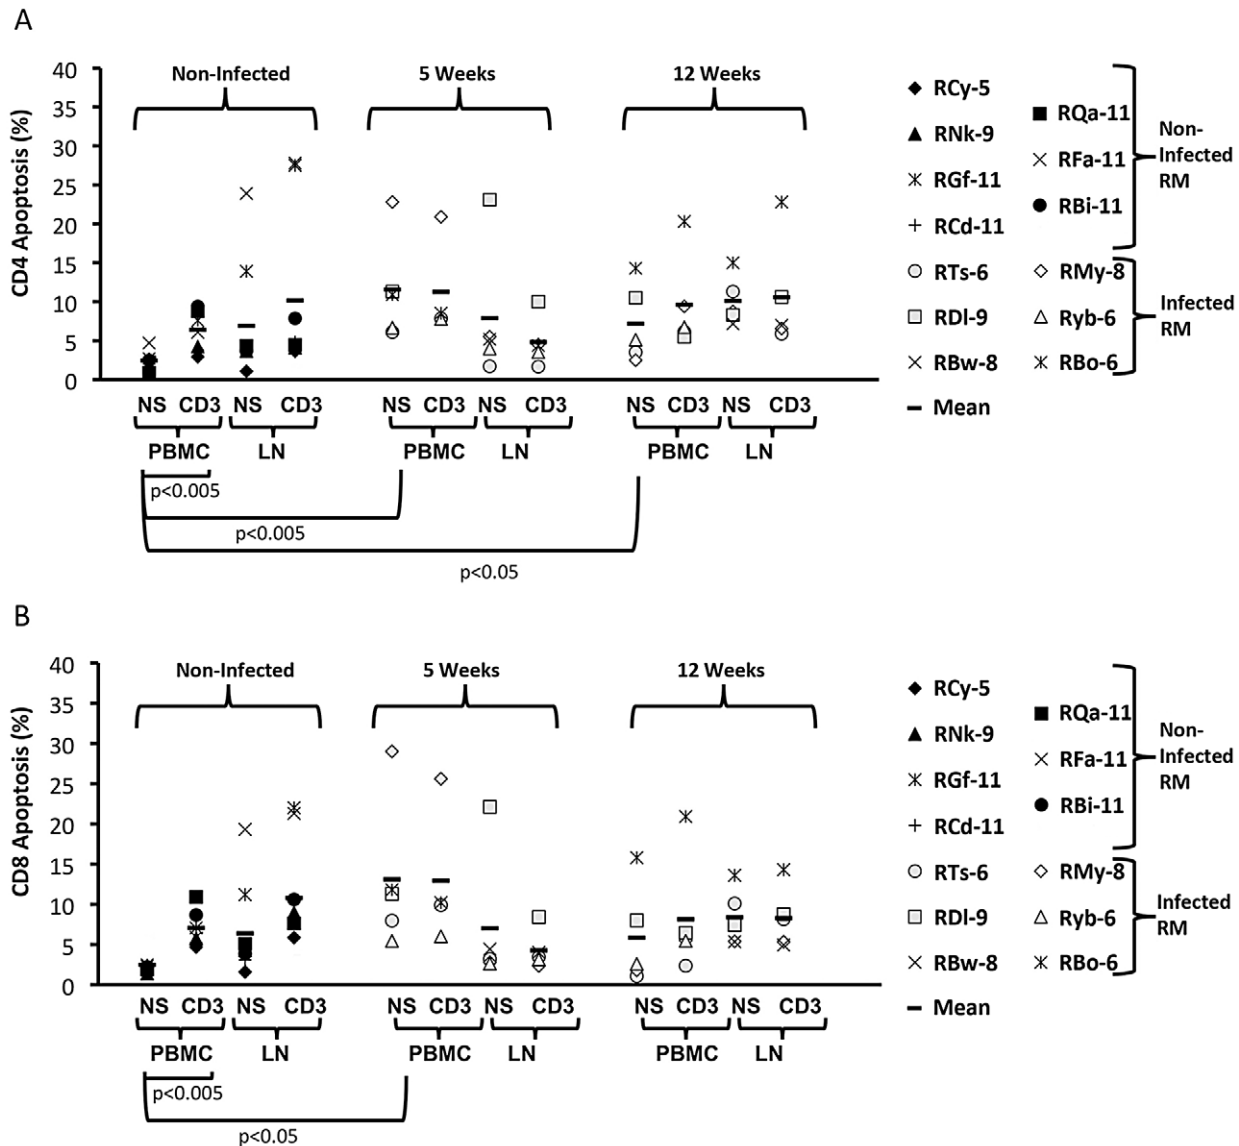 A
Non-Infected
5 Weeks
12 Weeks
CD4 Apoptosis (%)
40
35
30
25
20
15
10
5
0
NS CD3 NS CD3 NS CD3 NS CD3 NS CD3 NS CD3
PBMC LN PBMC LN PBMC LN
p<0.005
p<0.005
p<0.05
RCy-5
RNk-9
RGf-11
RCd-11
RTs-6
RDl-9
RBw-8
Mean
RQa-11
RFa-11
RBi-11
RMy-8
Ryb-6
RBo-6
Non-
Infected
RM
Infected
RM
B
Non-Infected
5 Weeks
12 Weeks
CD8 Apoptosis (%)
40
35
30
25
20
15
10
5
0
NS CD3 NS CD3 NS CD3 NS CD3 NS CD3 NS CD3
PBMC LN PBMC LN PBMC LN
p<0.005
p<0.05
RCy-5
RNk-9
RGf-11
RCd-11
RTs-6
RDl-9
RBw-8
Mean
RQa-11
RFa-11
RBi-11
RMy-8
Ryb-6
RBo-6
Non-
Infected
RM
Infected
RM